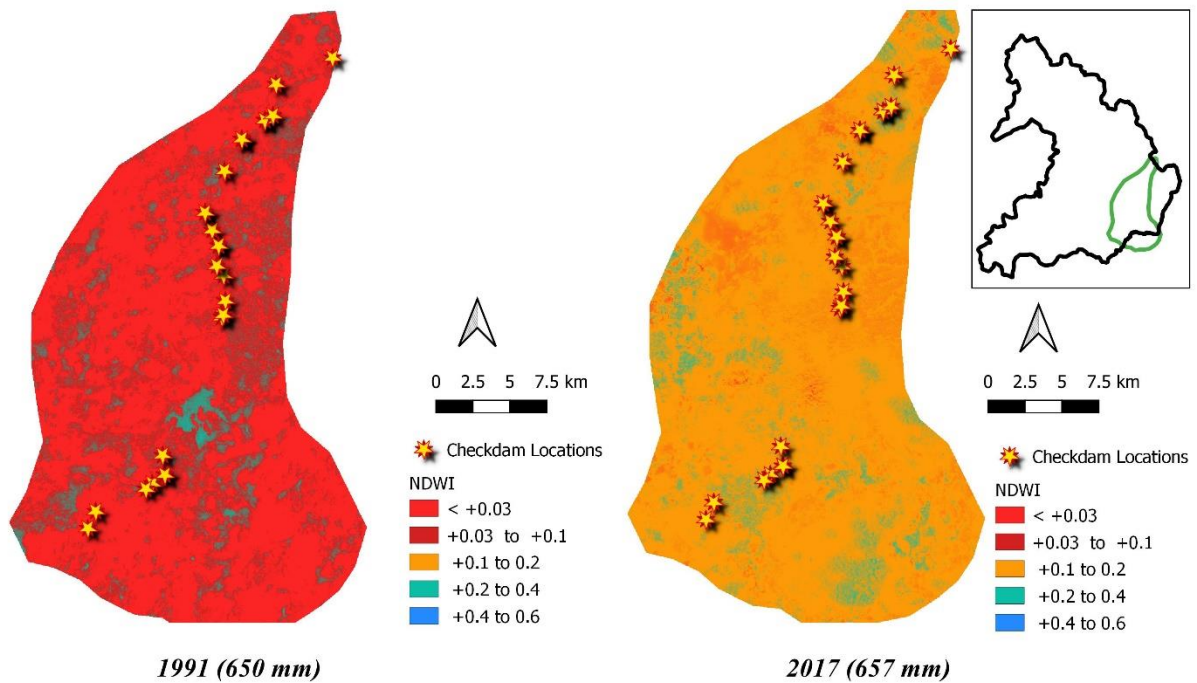 0 2.5 5 7.5 km
Checkdam Locations
NDWI
< +0.03
+0.03 to +0.1
+0.1 to 0.2
+0.2 to 0.4
+0.4 to 0.6
1991 (650 mm)
0 2.5 5 7.5 km
Checkdam Locations
NDWI
< +0.03
+0.03 to +0.1
+0.1 to 0.2
+0.2 to 0.4
+0.4 to 0.6
2017 (657 mm)